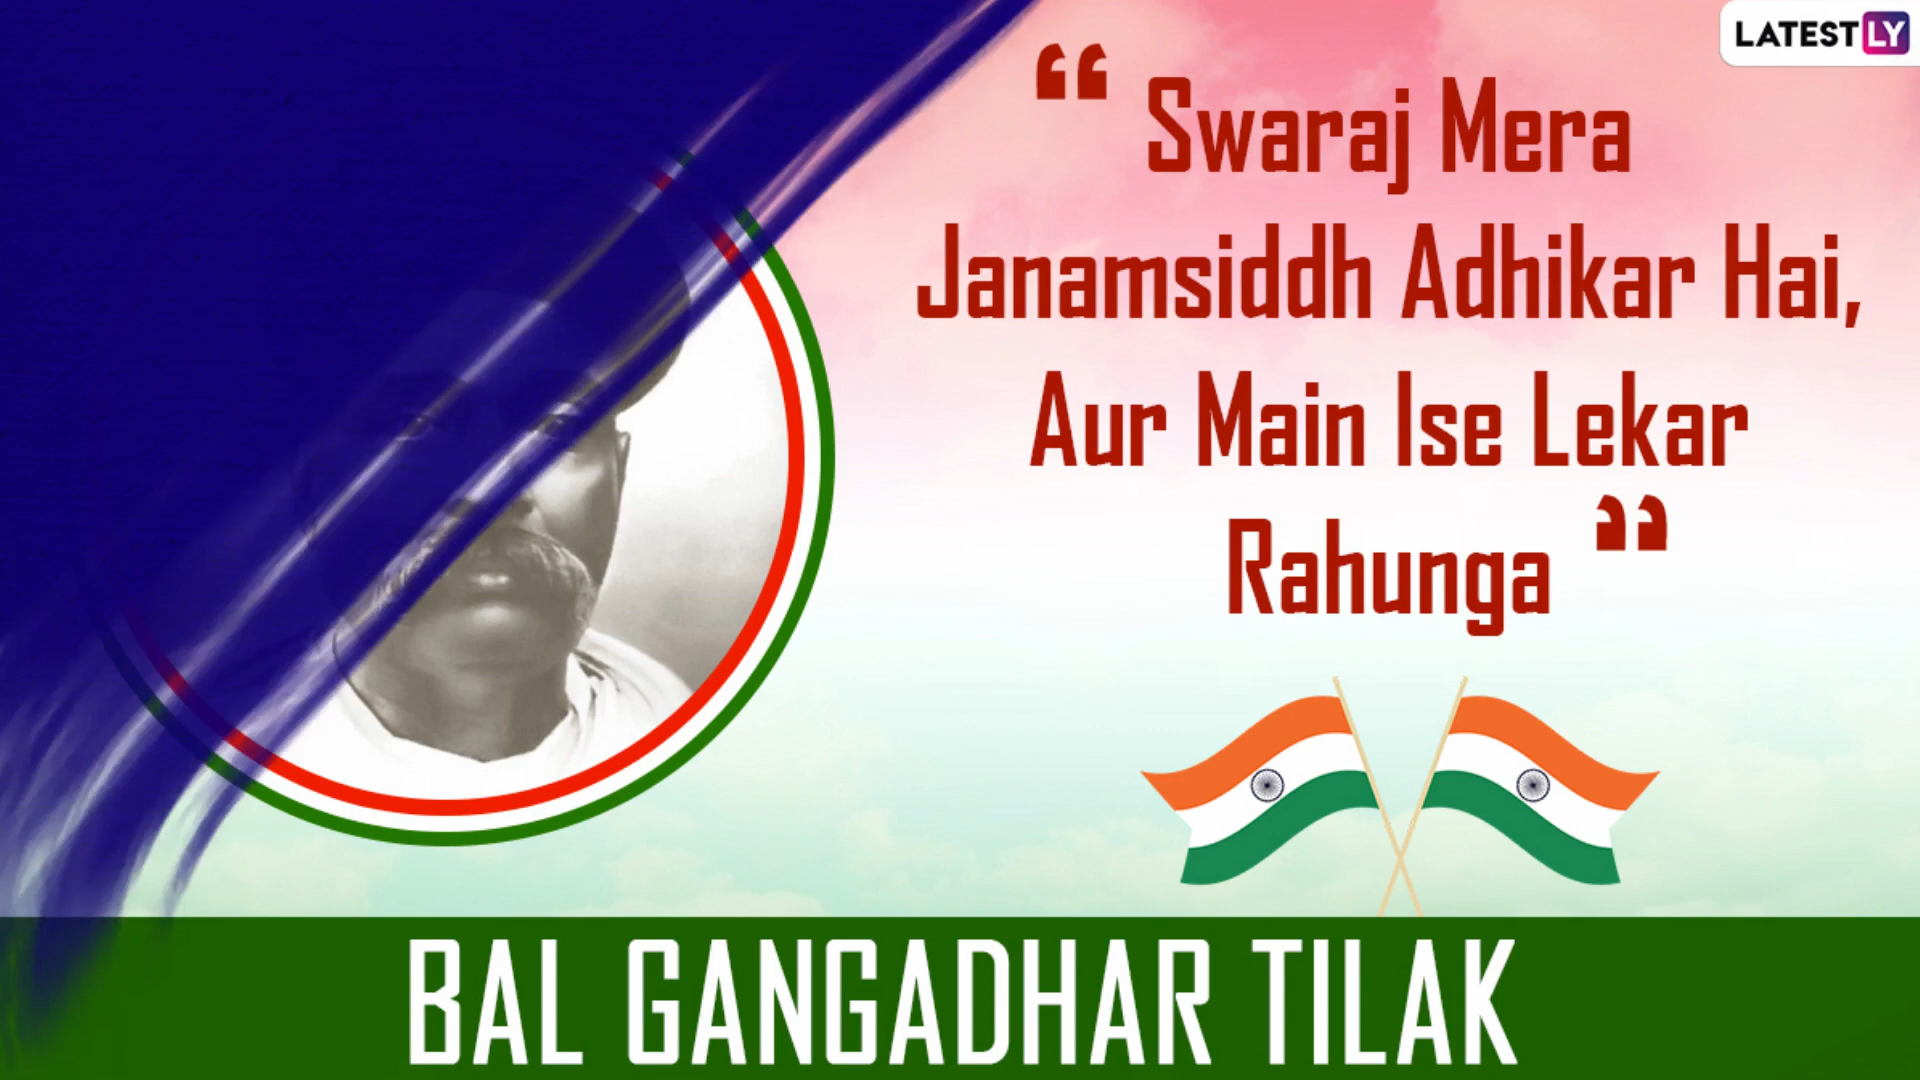 LATESTLY
“ Swaraj Mera
Janamsiddh Adhikar Hai,
Aur Main Ise Lekar
Rahunga ”
BAL GANGADHAR TILAK